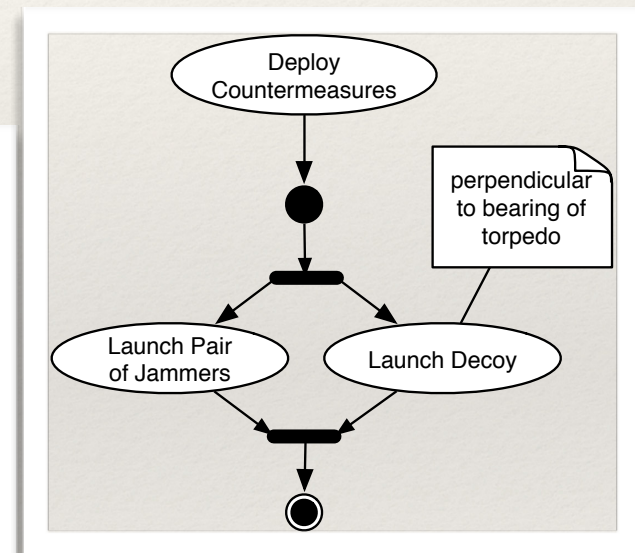 Deploy
Countermeasures
perpendicular
to bearing of
torpedo
Launch Pair
of Jammers
Launch Decoy